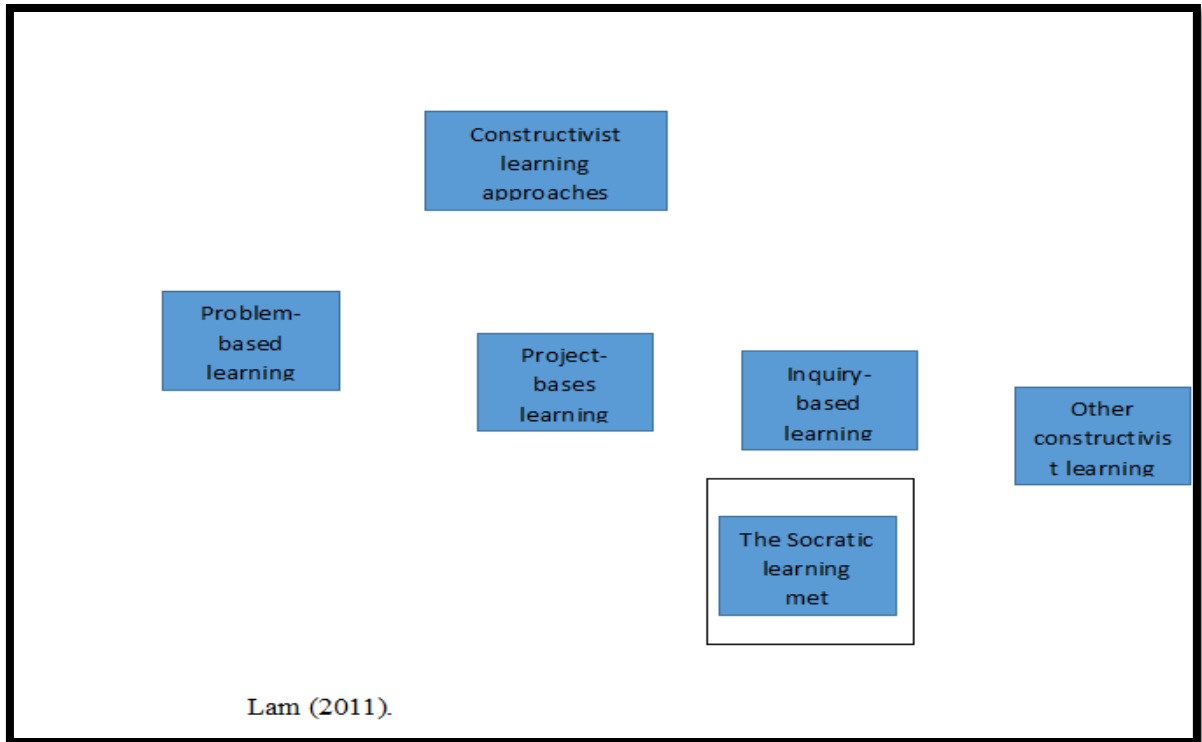 Constructivist
learning
approaches
Problem-
based
learning
Project-
bases
learning
Inquiry-
based
learning
Other
constructivis
t learning
The Socratic
learning
met
Lam (2011).